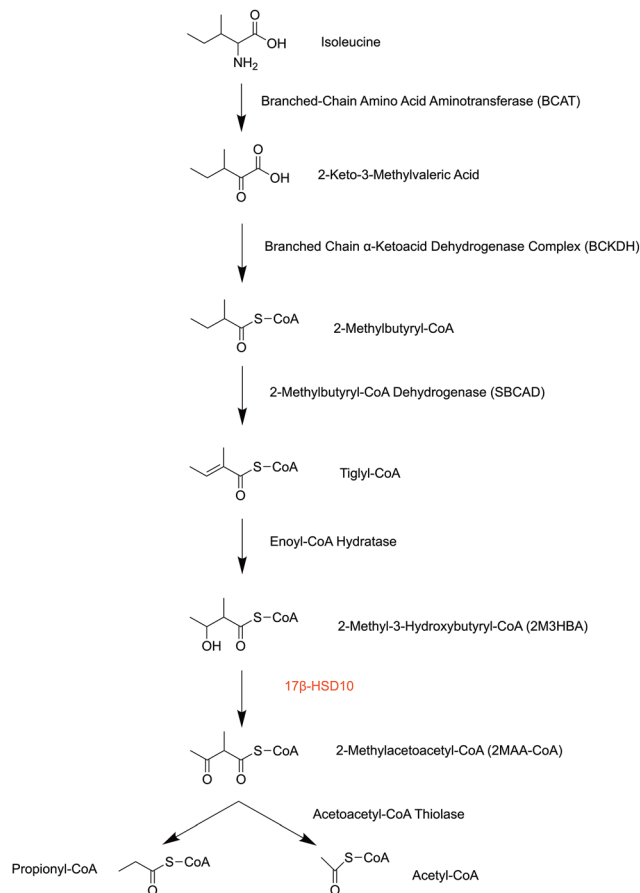 O
OH
NH2
Isoleucine
Branched-Chain Amino Acid Aminotransferase (BCAT)
O
OH
O
2-Keto-3-Methylvaleric Acid
Branched Chain α-Ketoacid Dehydrogenase Complex (BCKDH)
S–CoA
O
2-Methylbutyryl-CoA
2-Methylbutyryl-CoA Dehydrogenase (SBCAD)
S–CoA
O
Tiglyl-CoA
Enoyl-CoA Hydratase
S–CoA
OH
O
2-Methyl-3-Hydroxybutyryl-CoA (2M3HBA)
17β-HSD10
S–CoA
O
O
2-Methylacetoacetyl-CoA (2MAA-CoA)
Acetoacetyl-CoA Thiolase
Propionyl-CoA
S–CoA
O
S–CoA
O
Acetyl-CoA